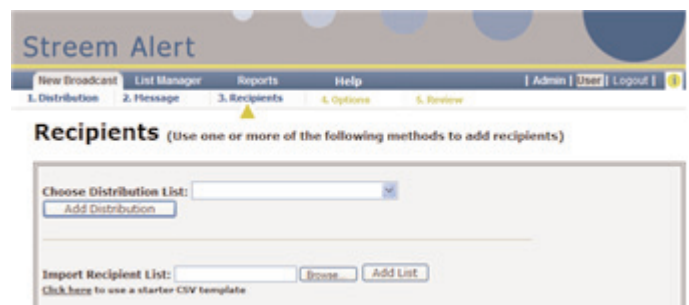 Streem Alert
New Broadcast List Manager Reports Help | Admin | User | Logout |
1. Distribution 2. Message 3. Recipients 4. Options 5. Review
Recipients (Use one or more of the following methods to add recipients)
Choose Distribution List:
Add Distribution
Import Recipient List: Browse... Add List
Click here to use a starter CSV template